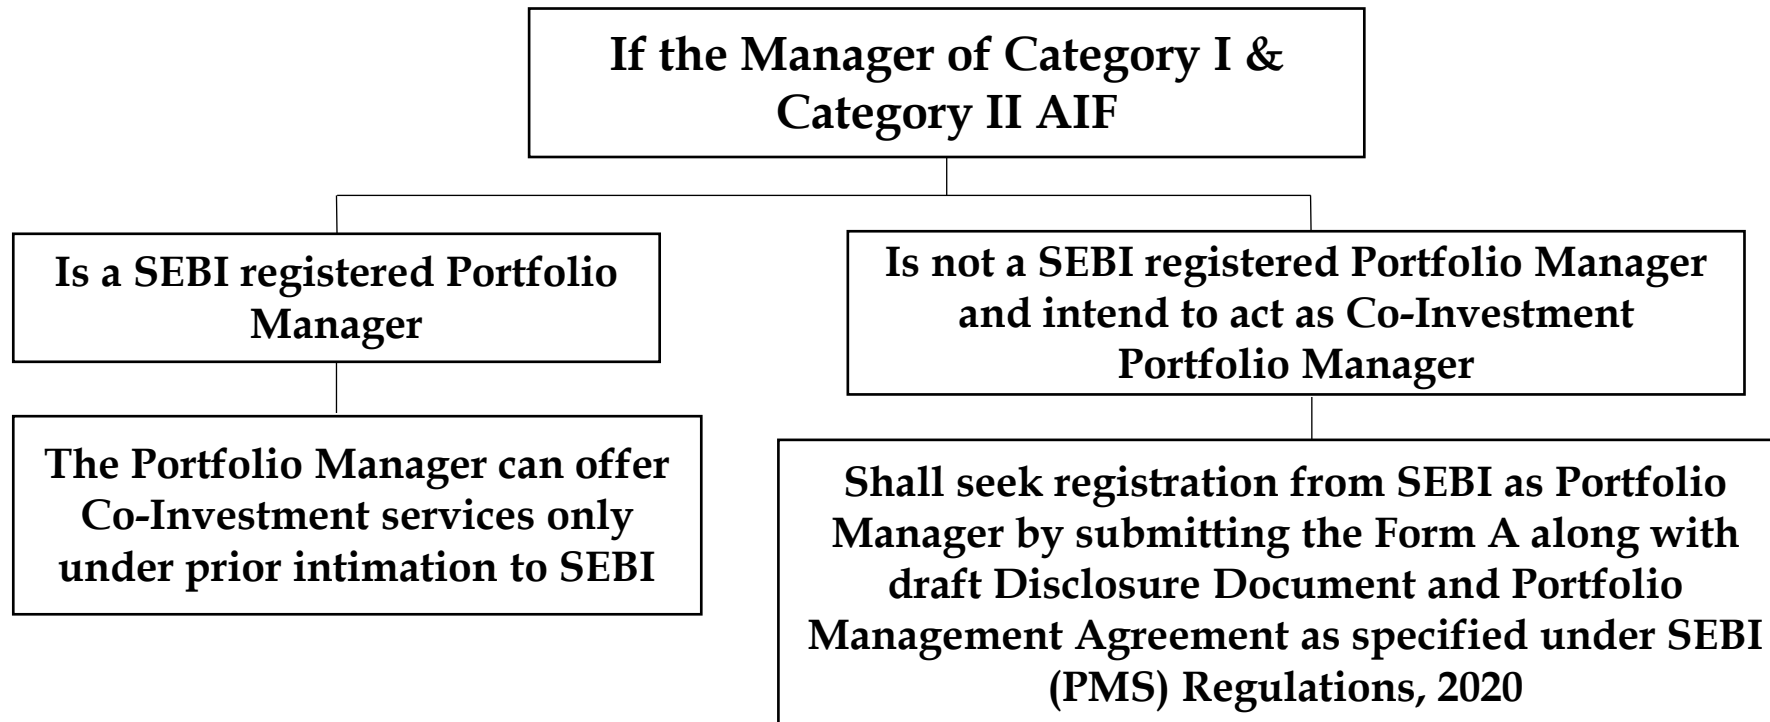 If the Manager of Category I &
Category II AIF
Is a SEBI registered Portfolio
Manager
Is not a SEBI registered Portfolio Manager
and intend to act as Co-Investment
Portfolio Manager
The Portfolio Manager can offer
Co-Investment services only
under prior intimation to SEBI
Shall seek registration from SEBI as Portfolio
Manager by submitting the Form A along with
draft Disclosure Document and Portfolio
Management Agreement as specified under SEBI
(PMS) Regulations, 2020